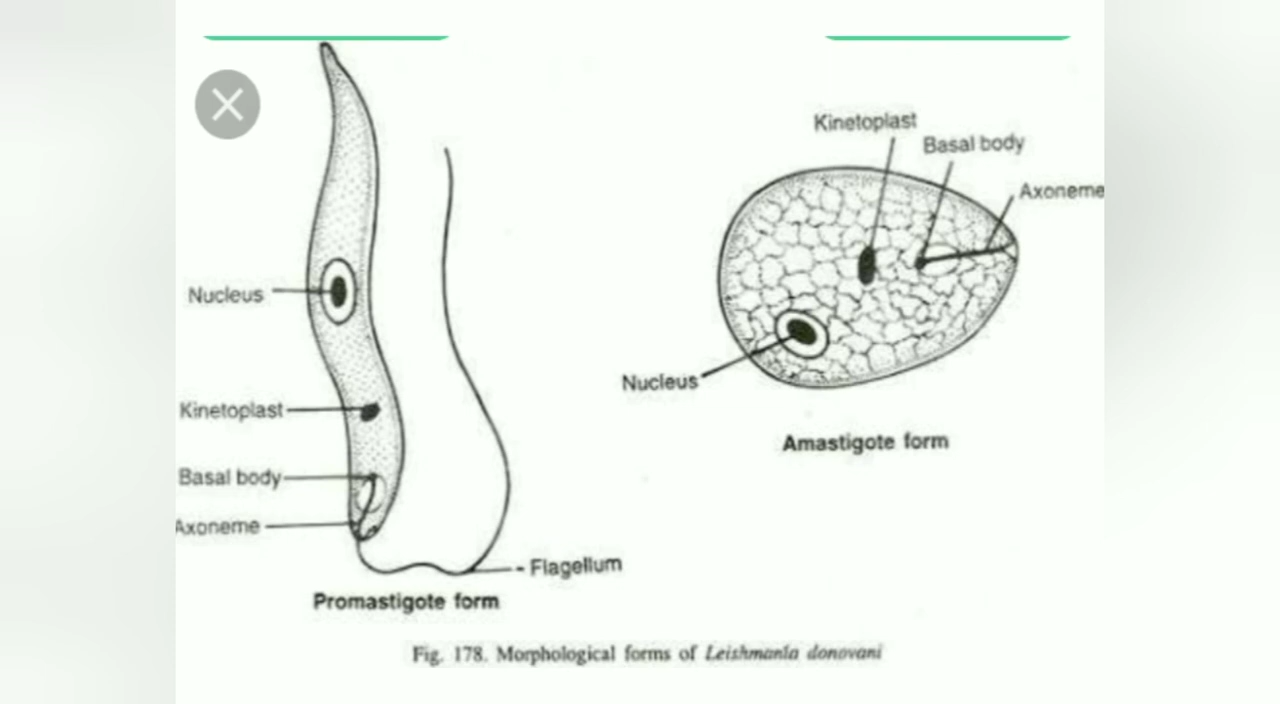 Kinetoplast
Basal body
Axoneme
Nucleus
Nucleus
Kinetoplast
Amastigote form
Basal body
Axoneme
Flagellum
Promastigote form
Fig. 178. Morphological forms of Leishmania donovani